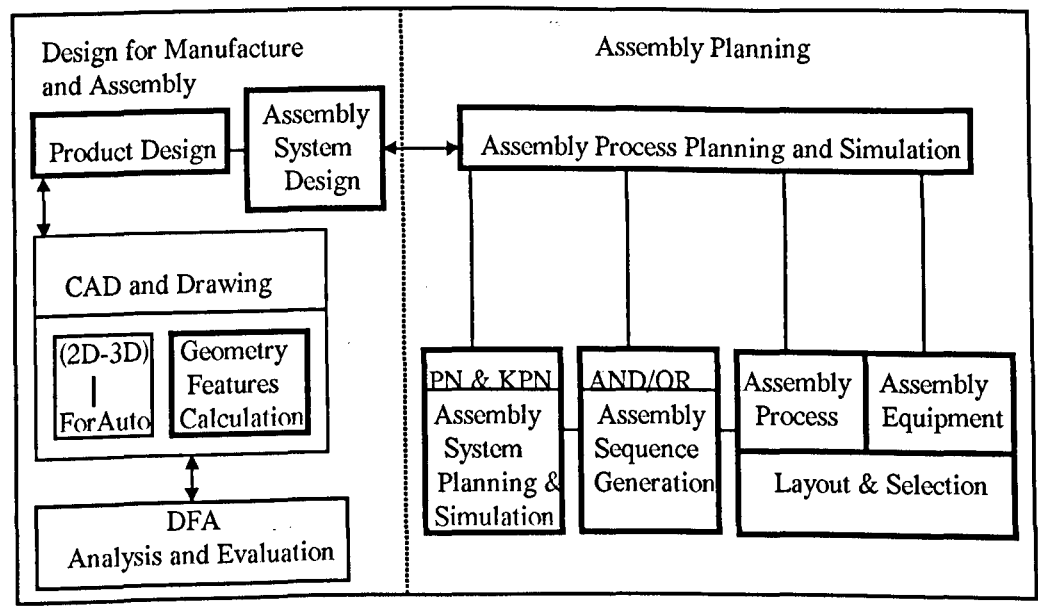 Design for Manufacture
and Assembly
Product Design
Assembly
System
Design
CAD and Drawing
(2D-3D)
ForAuto
Geometry
Features
Calculation
DFA
Analysis and Evaluation
Assembly Planning
Assembly Process Planning and Simulation
PN & KPN
Assembly
System
Planning &
Simulation
AND/OR
Assembly
Sequence
Generation
Assembly
Process
Assembly
Equipment
Layout & Selection